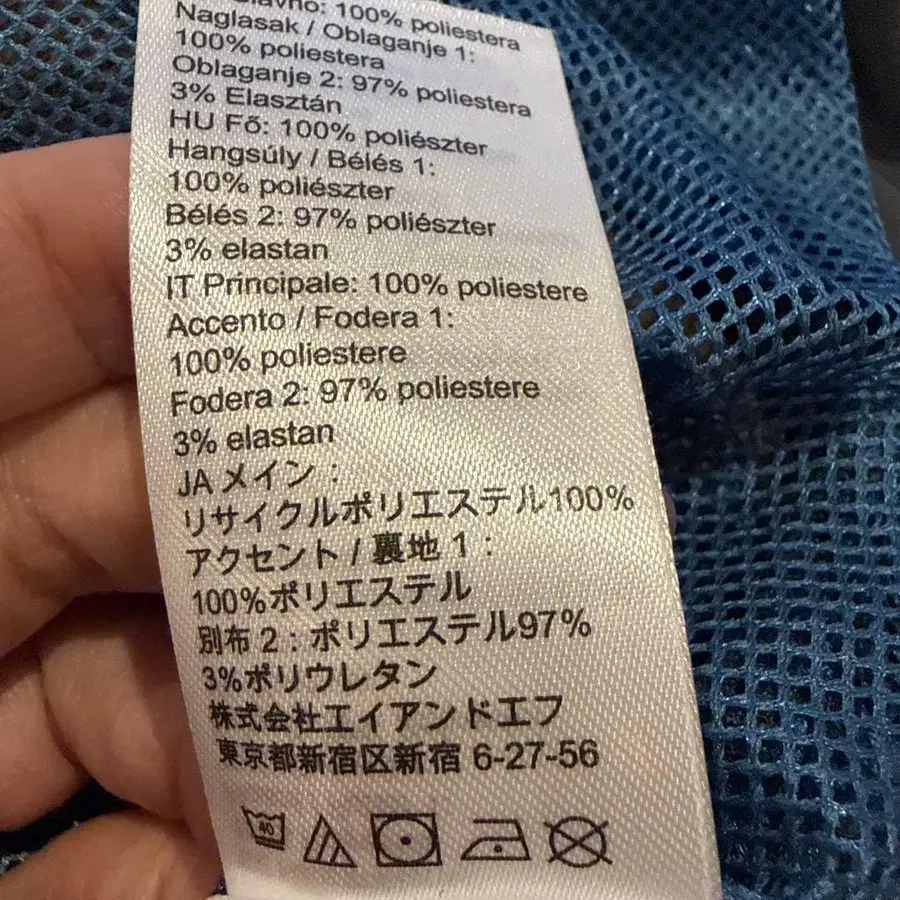 100% poliestera
Naglasak / Oblaganje 1:
100% poliestera
Oblaganje 2: 97% poliestera
3% Elasztán
HU Fő: 100% poliészter
Hangsúly / Bélés 1:
100% poliészter
Bélés 2: 97% poliészter
3% elastan
IT Principale: 100% poliestere
Accento / Fodera 1:
100% poliestere
Fodera 2: 97% poliestere
3% elastan
JA メイン :
リサイクルポリエステル100%
アクセント / 裏地 1 :
100%ポリエステル
別布 2 : ポリエステル97%
3%ポリウレタン
株式会社エイアンドエフ
東京都新宿区新宿 6-27-56
40